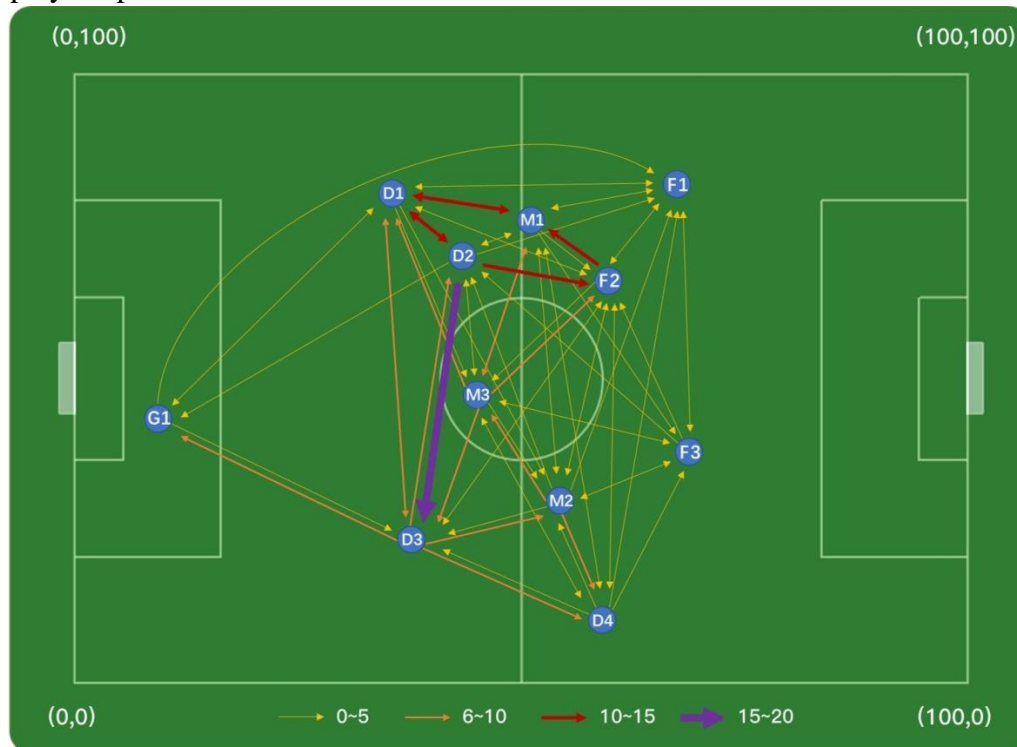 (0,100) (100,100)
F1
D1
M1
D2
F2
M3
G1
F3
M2
D3
D4
(0,0) 0~5 6~10 10~15 15~20 (100,0)